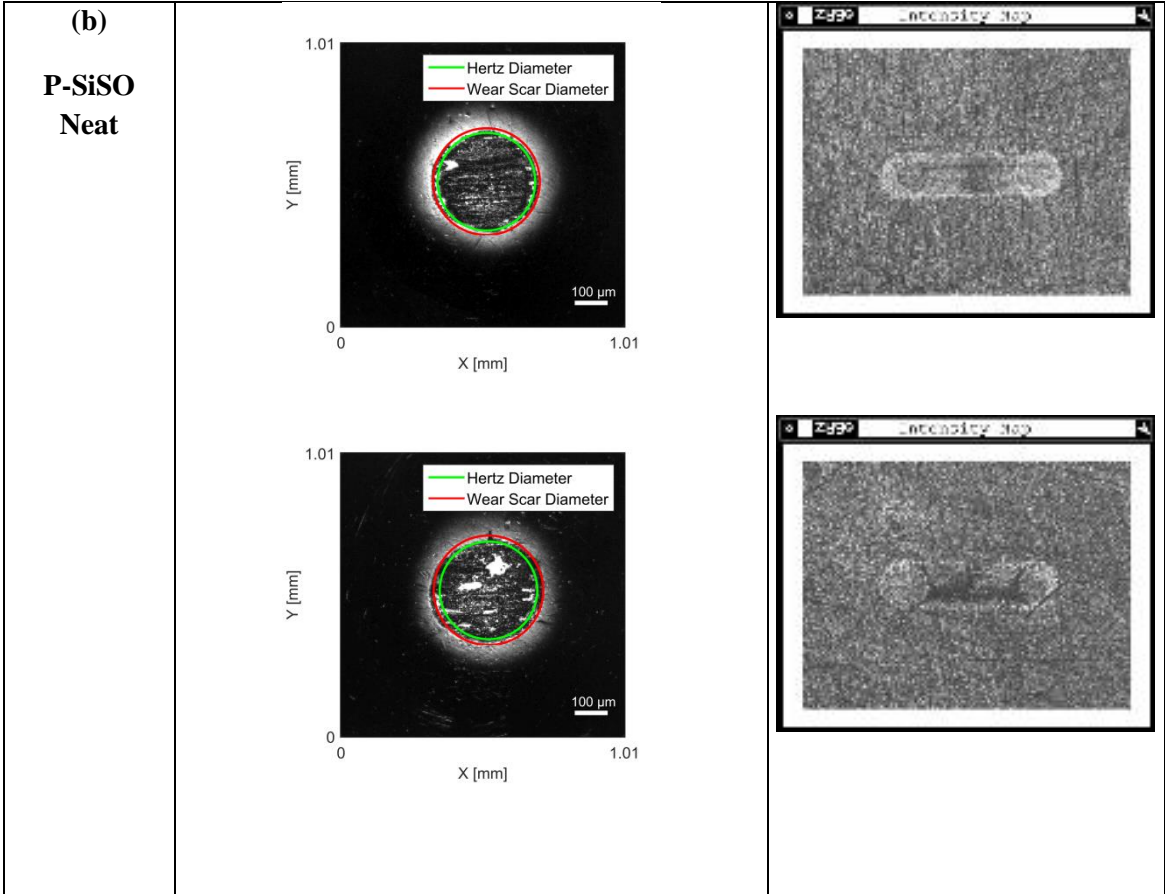 (b)
P-SiSO
Neat
1.01
Hertz Diameter
Wear Scar Diameter
Y [mm]
100 µm
0
0
1.01
X [mm]
Intensity Map
1.01
Hertz Diameter
Wear Scar Diameter
Y [mm]
100 µm
0
0
1.01
X [mm]
Intensity Map